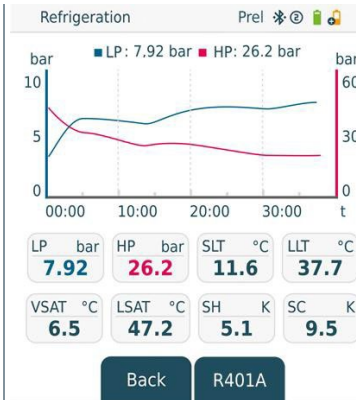 Refrigeration Prel 2
LP: 7.92 bar HP: 26.2 bar
bar bar
10 60
5 30
0 0
00:00 10:00 20:00 30:00 t
LP bar HP bar SLT °C LLT °C
7.92 26.2 11.6 37.7
VSAT °C LSAT °C SH K SC K
6.5 47.2 5.1 9.5
Back R401A